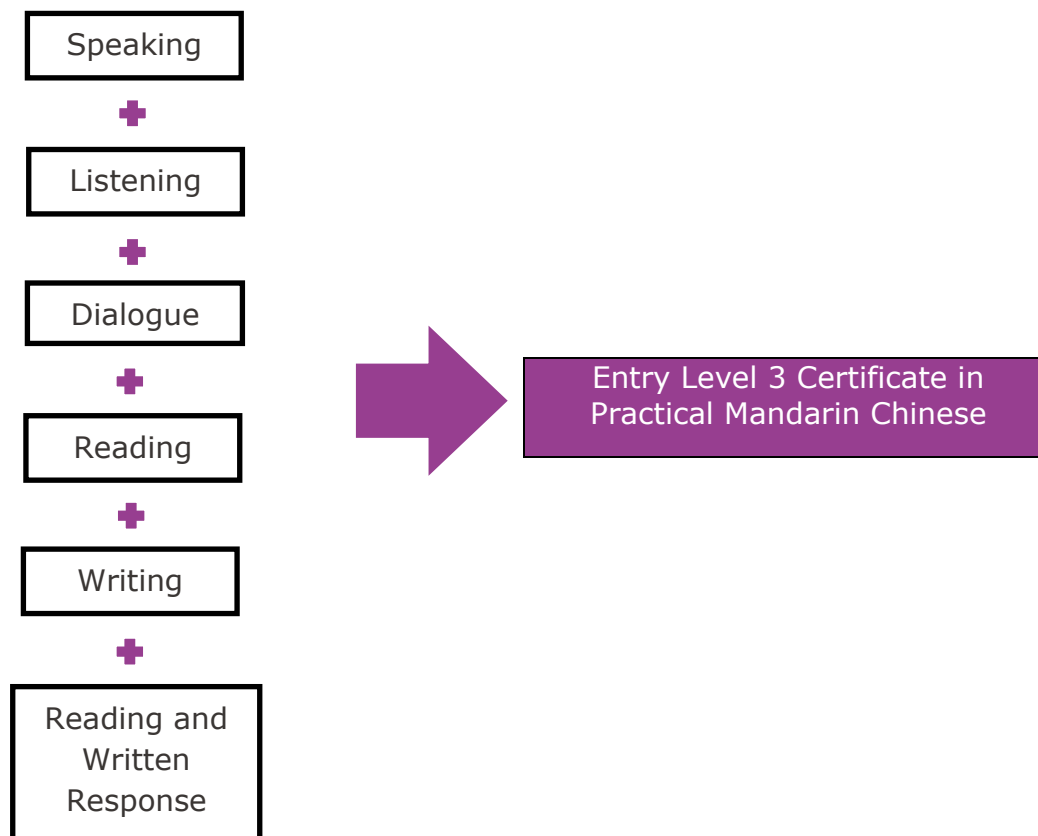 Speaking
Listening
Dialogue
Reading
Writing
Reading and
Written
Response
Entry Level 3 Certificate in
Practical Mandarin Chinese